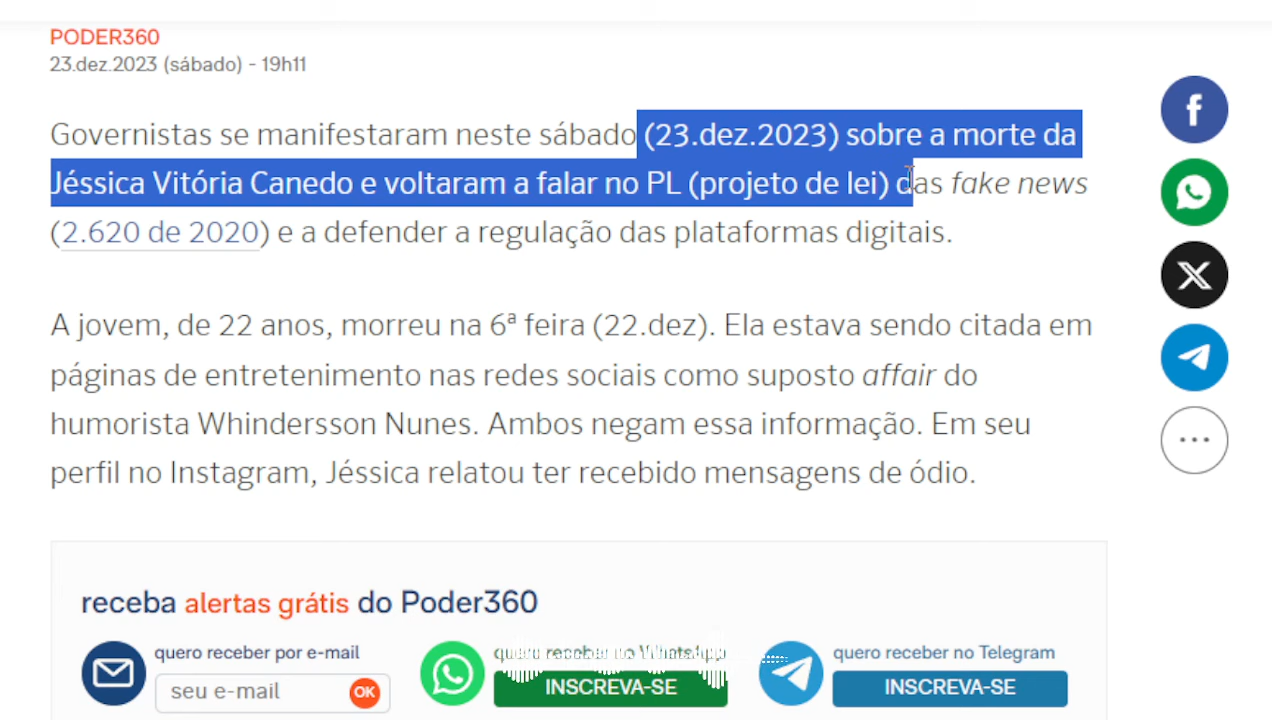 PODER360
23.dez.2023 (sábado) - 19h11
Governistas se manifestaram neste sábado (23.dez.2023) sobre a morte da
Jéssica Vitória Canedo e voltaram a falar no PL (projeto de lei) das fake news
(2.620 de 2020) e a defender a regulação das plataformas digitais.
A jovem, de 22 anos, morreu na 6ª feira (22.dez). Ela estava sendo citada em
páginas de entretenimento nas redes sociais como suposto affair do
humorista Whindersson Nunes. Ambos negam essa informação. Em seu
perfil no Instagram, Jéssica relatou ter recebido mensagens de ódio.
receba alertas grátis do Poder360
quero receber por e-mail
seu e-mail
OK
quero receber no WhatsApp
INSCREVA-SE
quero receber no Telegram
INSCREVA-SE